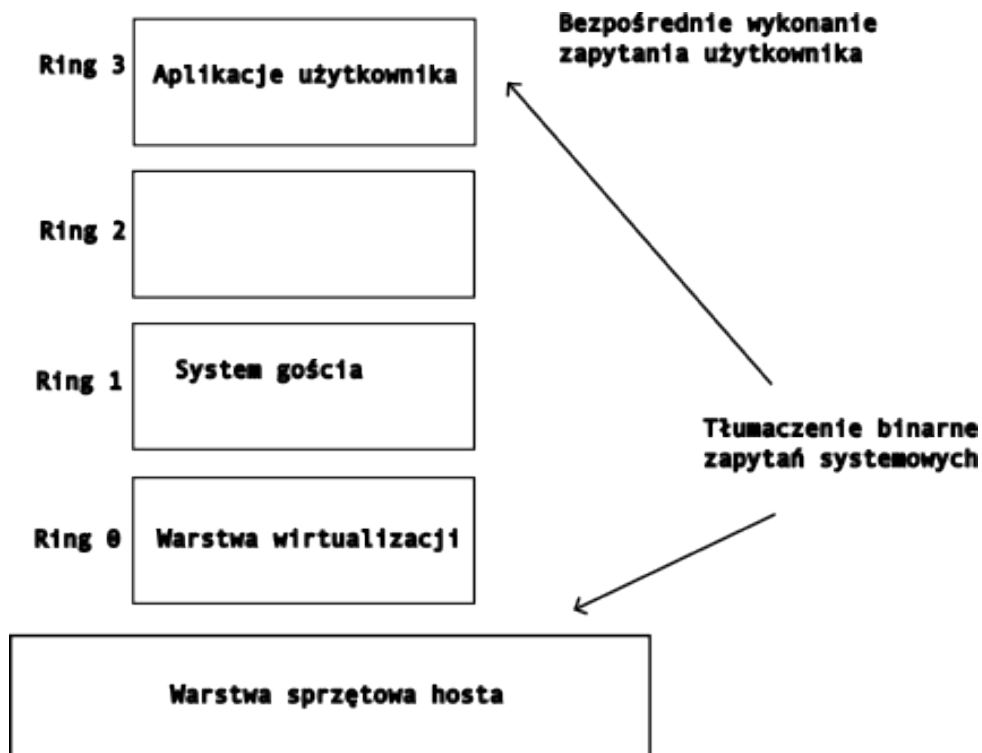 Bezpośrednie wykonanie
zapytania użytkownika
Ring 3
Aplikacje użytkownika
Ring 2
Ring 1
System gościa
Tłumaczenie binarne
zapytań systemowych
Ring 0
Warstwa wirtualizacji
Warstwa sprzętowa hosta